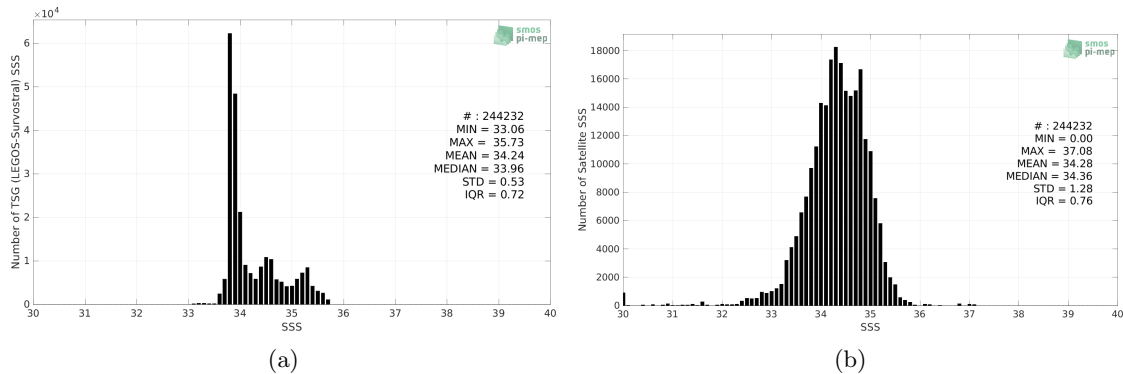 ×10⁴
smos
pi-mep
6
5
4
3
2
1
0
Number of TSG (LEGOS-Survostral) SSS
# : 244232
MIN = 33.06
MAX = 35.73
MEAN = 34.24
MEDIAN = 33.96
STD = 0.53
IQR = 0.72
30 31 32 33 34 35 36 37 38 39 40
SSS
(a)
smos
pi-mep
18000
16000
14000
12000
10000
8000
6000
4000
2000
0
Number of Satellite SSS
# : 244232
MIN = 0.00
MAX = 37.08
MEAN = 34.28
MEDIAN = 34.36
STD = 1.28
IQR = 0.76
30 31 32 33 34 35 36 37 38 39 40
SSS
(b)